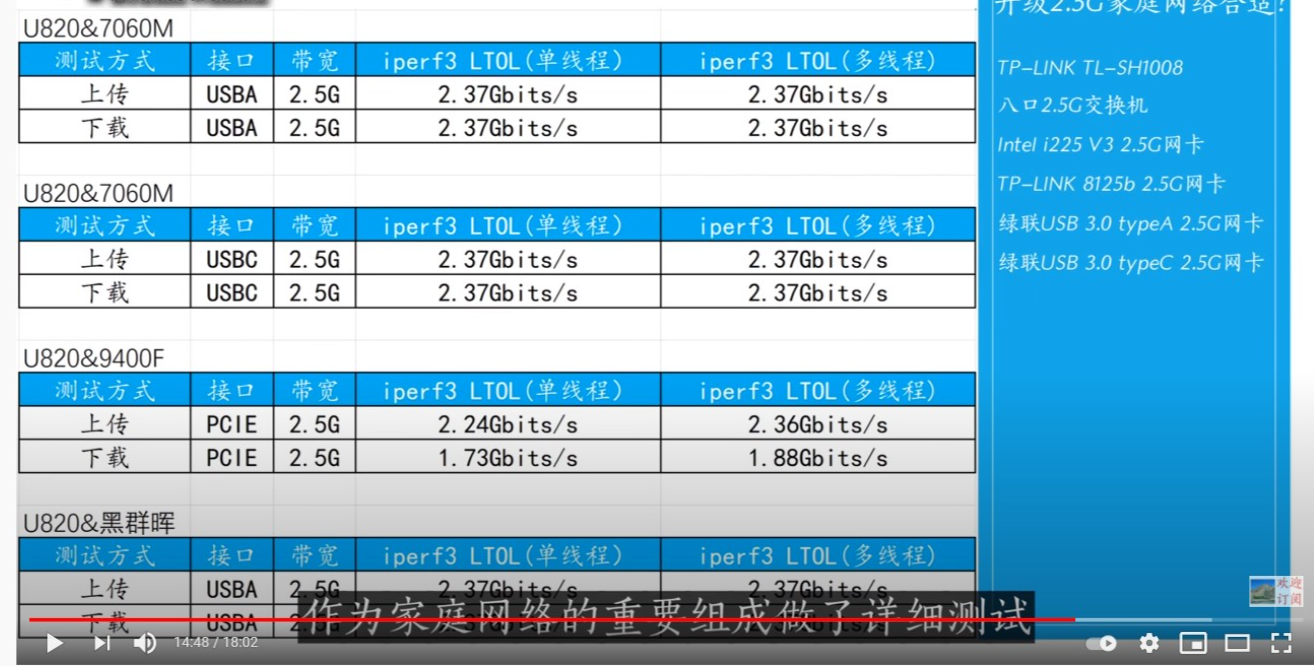 U820&7060M
测试方式 接口 带宽 iperf3 LTOL(单线程) iperf3 LTOL(多线程)
上传 USBA 2.5G 2.37Gbits/s 2.37Gbits/s
下载 USBA 2.5G 2.37Gbits/s 2.37Gbits/s
U820&7060M
测试方式 接口 带宽 iperf3 LTOL(单线程) iperf3 LTOL(多线程)
上传 USBC 2.5G 2.37Gbits/s 2.37Gbits/s
下载 USBC 2.5G 2.37Gbits/s 2.37Gbits/s
U820&9400F
测试方式 接口 带宽 iperf3 LTOL(单线程) iperf3 LTOL(多线程)
上传 PCIE 2.5G 2.24Gbits/s 2.36Gbits/s
下载 PCIE 2.5G 1.73Gbits/s 1.88Gbits/s
U820&黑群晖
测试方式 接口 带宽 iperf3 LTOL(单线程) iperf3 LTOL(多线程)
上传 USBA 2.5G 2.37Gbits/s 2.37Gbits/s
下载 USBA
升级2.5G家庭网络合适?
TP-LINK TL-SH1008
八口2.5G交换机
Intel i225 V3 2.5G网卡
TP-LINK 8125b 2.5G网卡
绿联USB 3.0 typeA 2.5G网卡
绿联USB 3.0 typeC 2.5G网卡
欢迎
订阅
作为家庭网络的重要组成做了详细测试
14:48 / 18:02